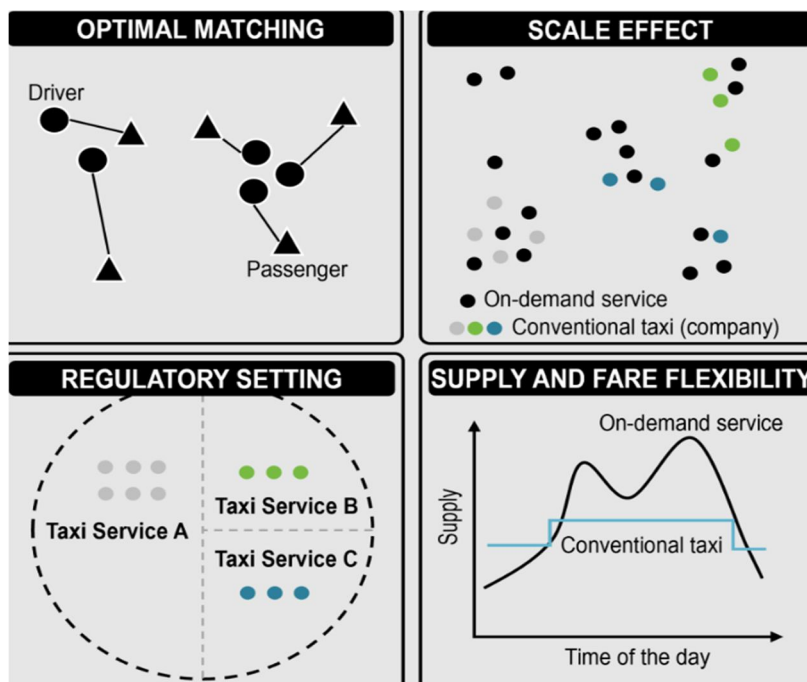 OPTIMAL MATCHING
Driver
Passenger
SCALE EFFECT
On-demand service
Conventional taxi (company)
REGULATORY SETTING
Taxi Service A
Taxi Service B
Taxi Service C
SUPPLY AND FARE FLEXIBILITY
On-demand service
Supply
Conventional taxi
Time of the day